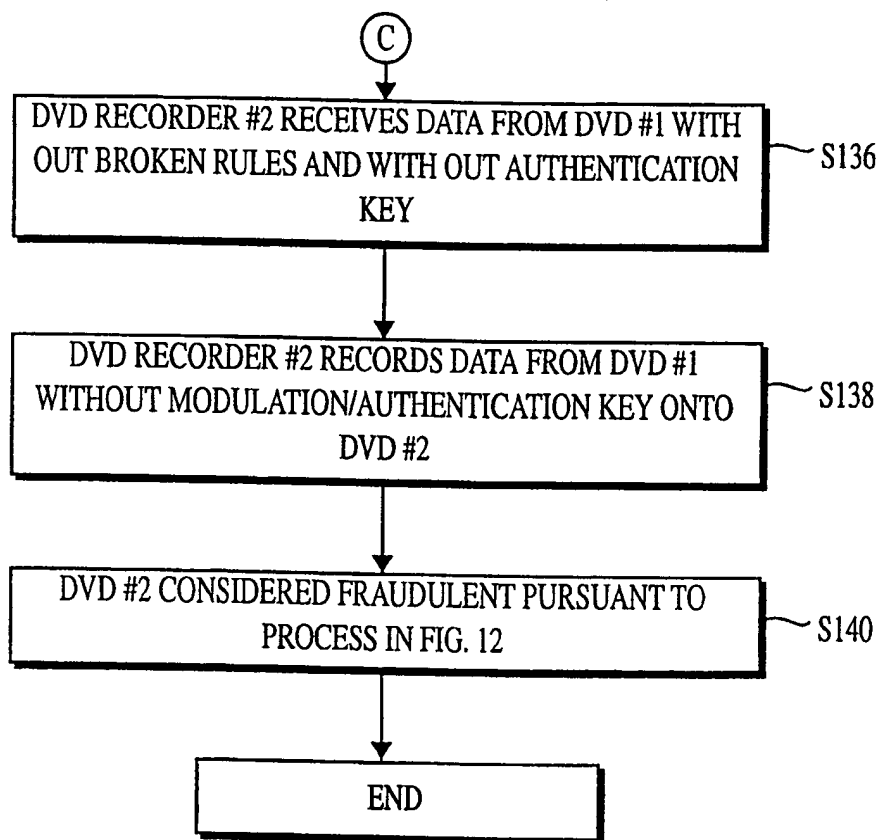 C
DVD RECORDER #2 RECEIVES DATA FROM DVD #1 WITH
OUT BROKEN RULES AND WITH OUT AUTHENTICATION
KEY
S136
DVD RECORDER #2 RECORDS DATA FROM DVD #1
WITHOUT MODULATION/AUTHENTICATION KEY ONTO
DVD #2
S138
DVD #2 CONSIDERED FRAUDULENT PURSUANT TO
PROCESS IN FIG. 12
S140
END